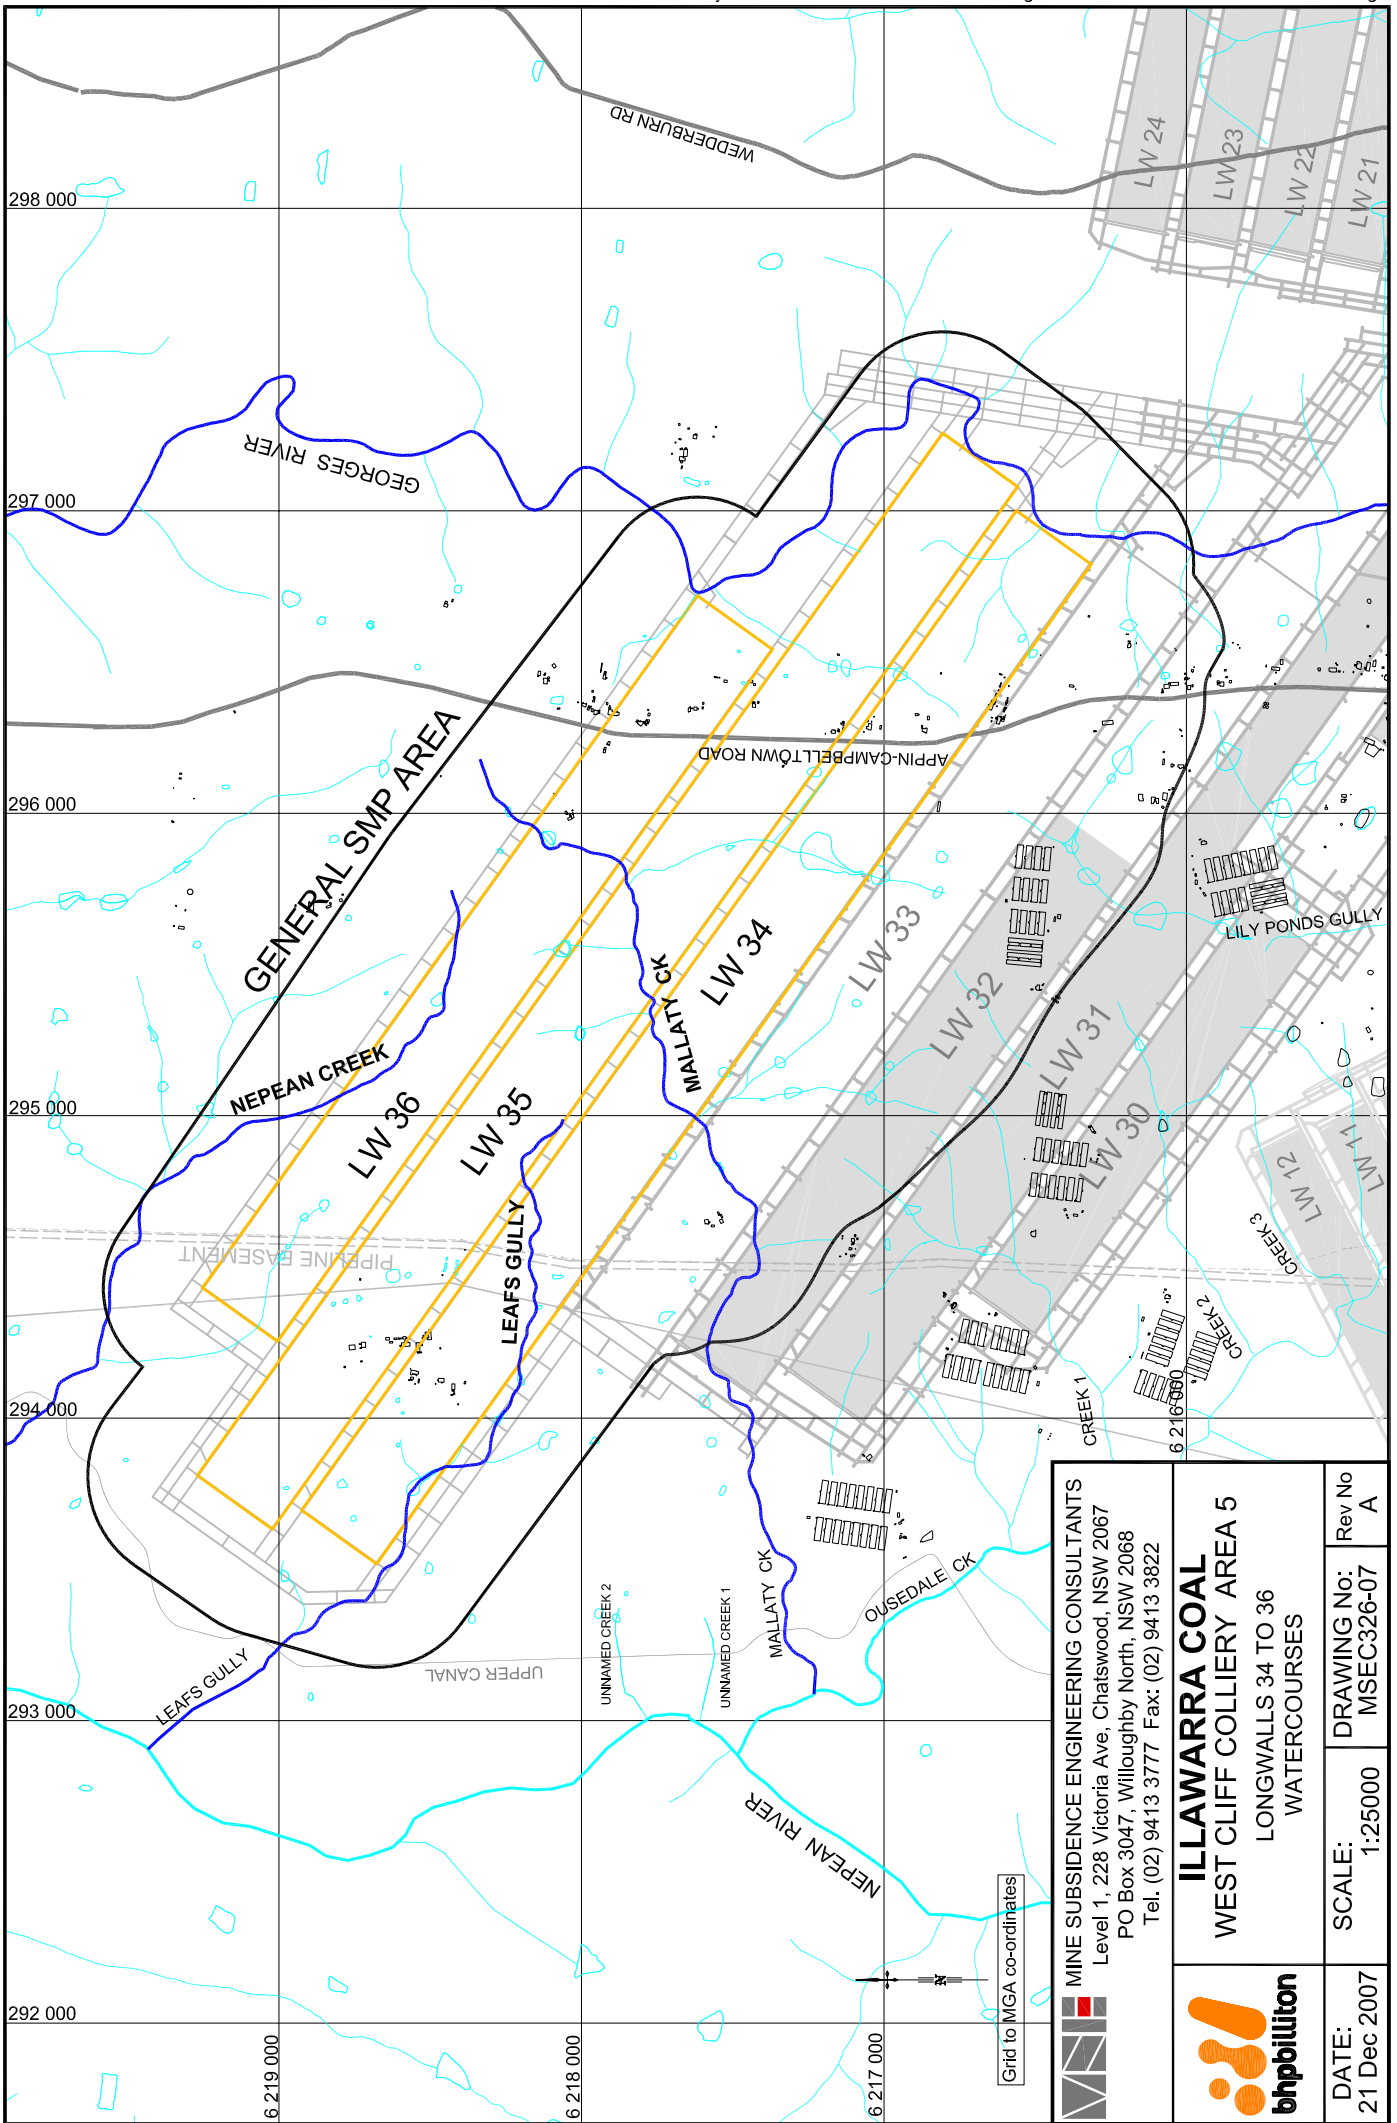 298 000
297 000
296 000
295 000
294 000
293 000
292 000
6 219 000
6 218 000
6 217 000
6 216 000
WEDDERBURN RD
GEORGES RIVER
APPIN-CAMPBELLTOWN ROAD
GENERAL SMP AREA
NEPEAN CREEK
MALLATY CK
LEAFS GULLY
PIPELINE EASEMENT
LW 36
LW 35
LW 34
LW 33
LW 32
LW 31
LW 30
LW 24
LW 23
LW 22
LW 21
LW 12
LW 11
LILY PONDS GULLY
CREEK 3
CREEK 2
CREEK 1
OUSEDALE CK
MALLATY CK
UNNAMED CREEK 1
UNNAMED CREEK 2
UPPER CANAL
LEAFS GULLY
NEPEAN RIVER
N
Grid to MGA co-ordinates
MINE SUBSIDENCE ENGINEERING CONSULTANTS
Level 1, 228 Victoria Ave, Chatswood, NSW 2067
PO Box 3047, Willoughby North, NSW 2068
Tel. (02) 9413 3777 Fax: (02) 9413 3822
bhpbilliton
ILLAWARRA COAL
WEST CLIFF COLLIERY AREA 5
LONGWALLS 34 TO 36
WATERCOURSES
DATE:
21 Dec 2007
SCALE:
1:25000
DRAWING No:
MSEC326-07
Rev No
A